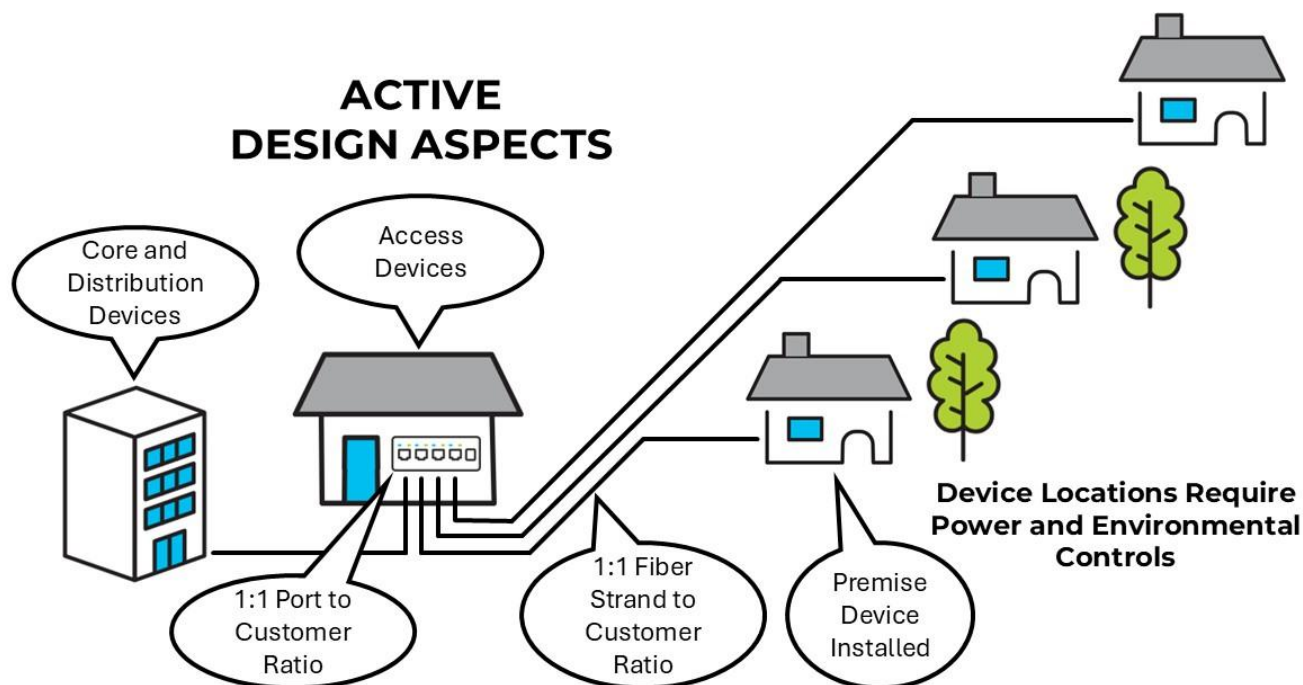 ACTIVE
DESIGN ASPECTS
Core and
Distribution
Devices
Access
Devices
1:1 Port to
Customer
Ratio
1:1 Fiber
Strand to
Customer
Ratio
Premise
Device
Installed
Device Locations Require
Power and Environmental
Controls